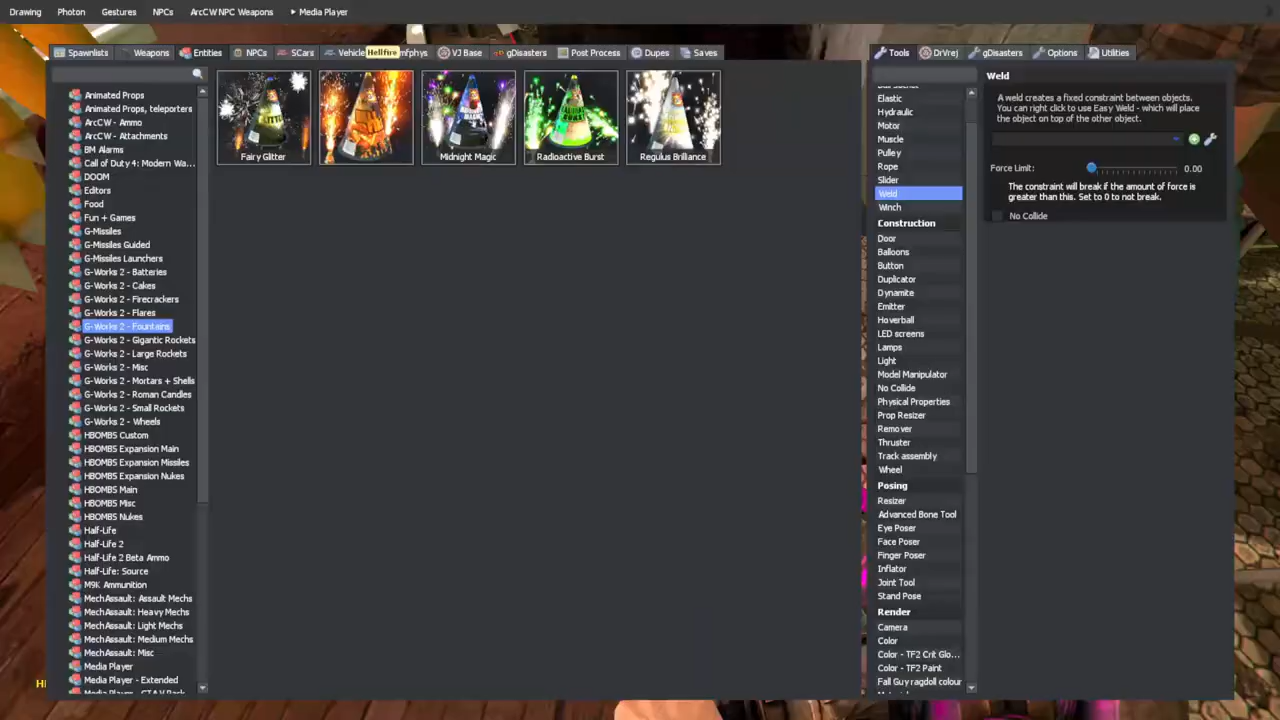 Drawing Photon Gestures NPCs ArcCW NPC Weapons Media Player
Spawnlists Weapons Entities NPCs SCars Vehicle Hellfire mfphys VJ Base gDisasters Post Process Dupes Saves
Fairy Glitter
Midnight Magic
Radioactive Burst
Regulus Brilliance
Animated Props
Animated Props, teleporters
ArcCW - Ammo
ArcCW - Attachments
BM Alarms
Call of Duty 4: Modern Wa...
DOOM
Editors
Food
Fun + Games
G-Missiles
G-Missiles Guided
G-Missiles Launchers
G-Works 2 - Batteries
G-Works 2 - Cakes
G-Works 2 - Firecrackers
G-Works 2 - Flares
G-Works 2 - Fountains
G-Works 2 - Gigantic Rockets
G-Works 2 - Large Rockets
G-Works 2 - Misc
G-Works 2 - Mortars + Shells
G-Works 2 - Roman Candles
G-Works 2 - Small Rockets
G-Works 2 - Wheels
HBOMBS Custom
HBOMBS Expansion Main
HBOMBS Expansion Missiles
HBOMBS Expansion Nukes
HBOMBS Main
HBOMBS Misc
HBOMBS Nukes
Half-Life
Half-Life 2
Half-Life 2 Beta Ammo
Half-Life: Source
M9K Ammunition
MechAssault: Assault Mechs
MechAssault: Heavy Mechs
MechAssault: Light Mechs
MechAssault: Medium Mechs
MechAssault: Misc
Media Player
Media Player - Extended
Tools DrVrej gDisasters Options Utilities
Elastic
Hydraulic
Motor
Muscle
Pulley
Rope
Slider
Weld
Winch
Construction
Door
Balloons
Button
Duplicator
Dynamite
Emitter
Hoverball
LED screens
Lamps
Light
Model Manipulator
No Collide
Physical Properties
Prop Resizer
Remover
Thruster
Track assembly
Wheel
Posing
Resizer
Advanced Bone Tool
Eye Poser
Face Poser
Finger Poser
Inflator
Joint Tool
Stand Pose
Render
Camera
Color
Color - TF2 Crit Glo...
Color - TF2 Paint
Fall Guy ragdoll colour
Weld
A weld creates a fixed constraint between objects.
You can right click to use Easy Weld - which will place
the object on top of the other object.
Force Limit: 0.00
The constraint will break if the amount of force is
greater than this. Set to 0 to not break.
No Collide